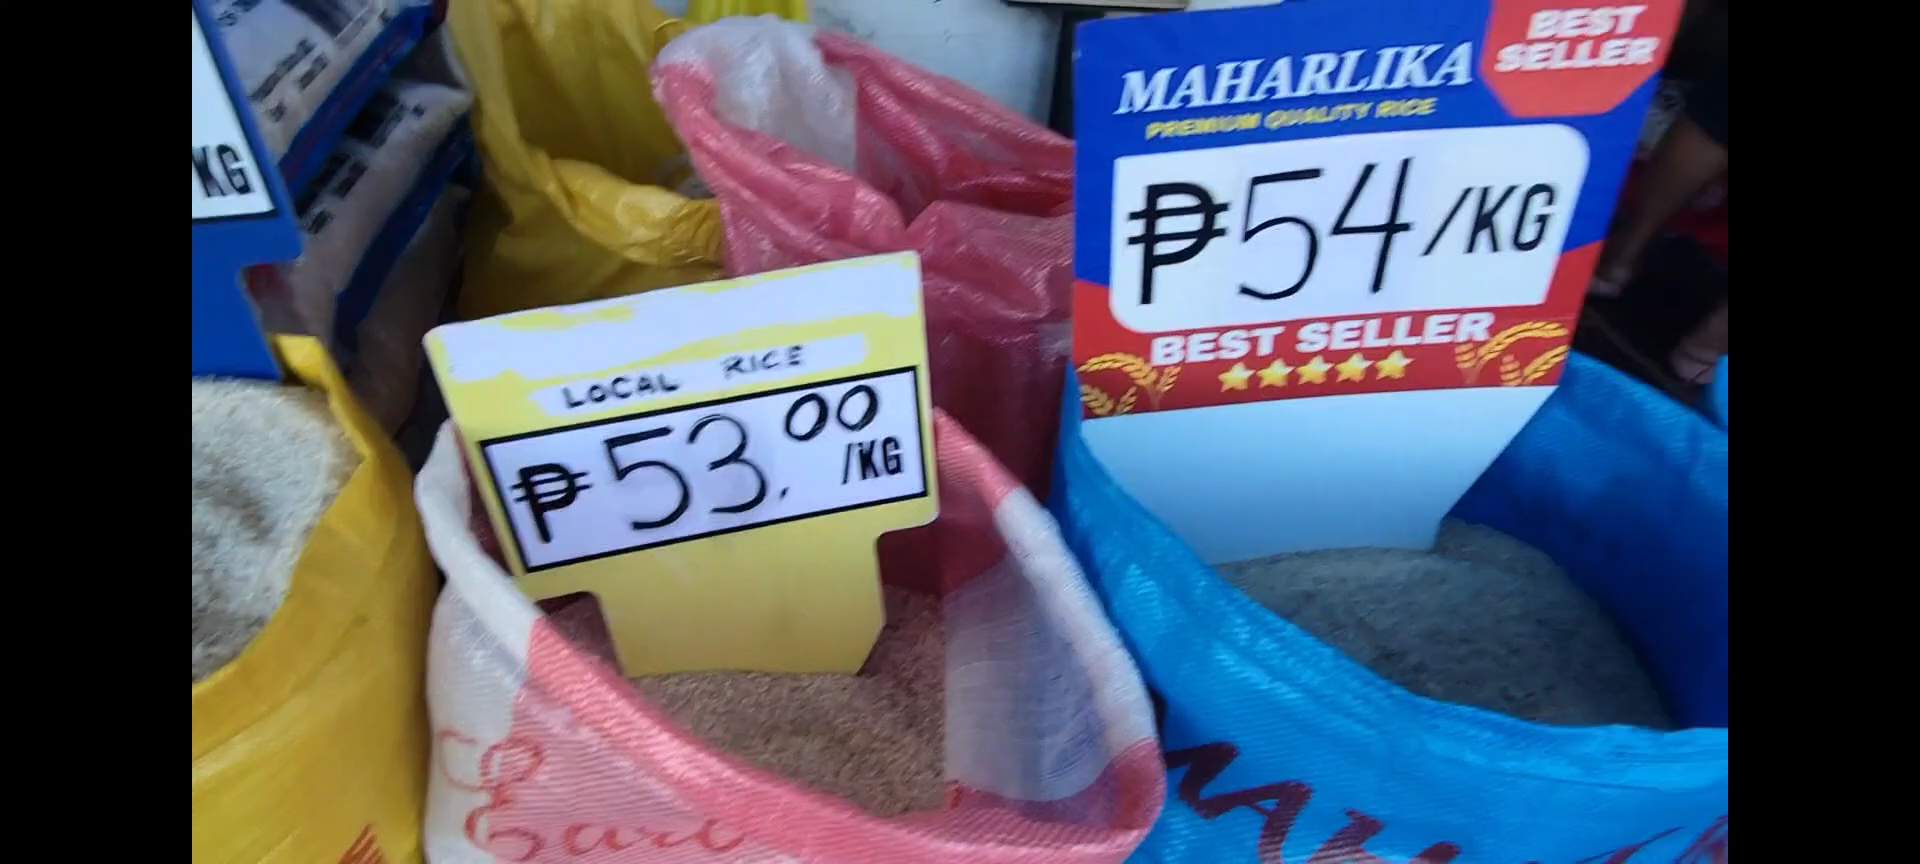 /KG
LOCAL RICE
₱53.00
/KG
MAHARLIKA
PREMIUM QUALITY RICE
BEST
SELLER
₱54/KG
BEST SELLER